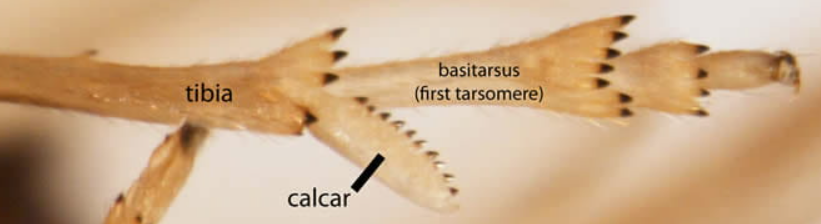 basitarsus
tibia
(first tarsomere)
calcar